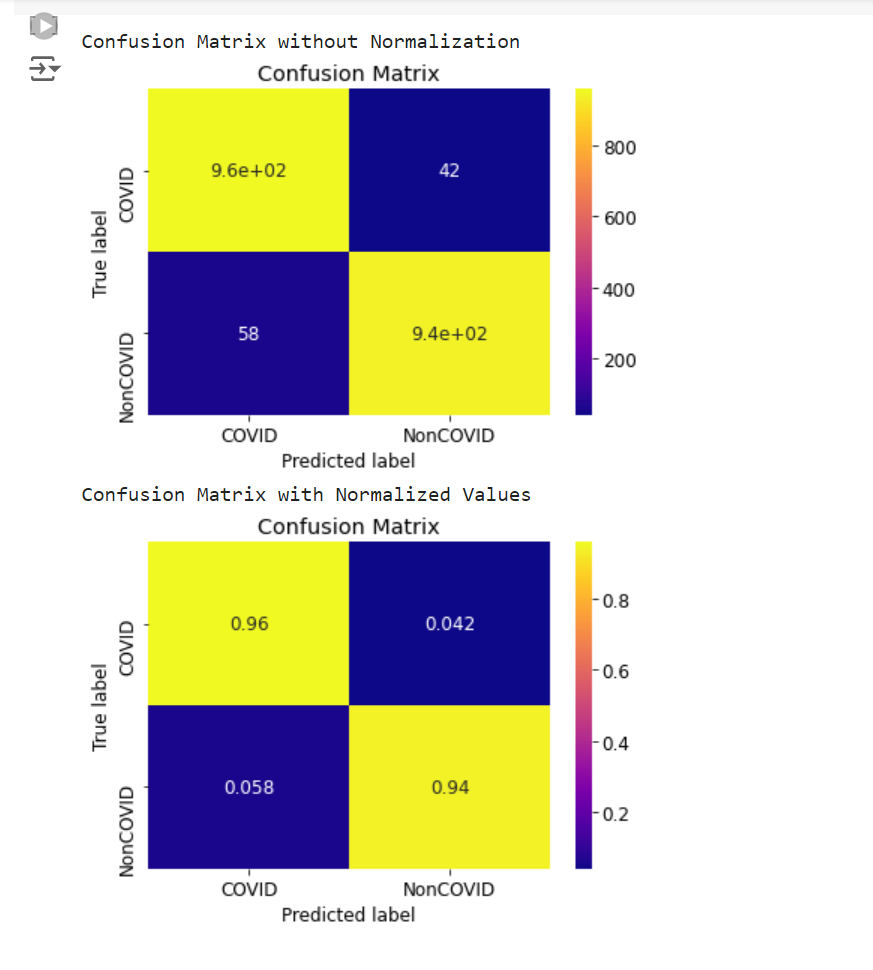 Confusion Matrix without Normalization
Confusion Matrix
True label
COVID
NonCOVID
9.6e+02 42
58 9.4e+02
800
600
400
200
COVID NonCOVID
Predicted label
Confusion Matrix with Normalized Values
Confusion Matrix
True label
COVID
NonCOVID
0.96 0.042
0.058 0.94
0.8
0.6
0.4
0.2
COVID NonCOVID
Predicted label